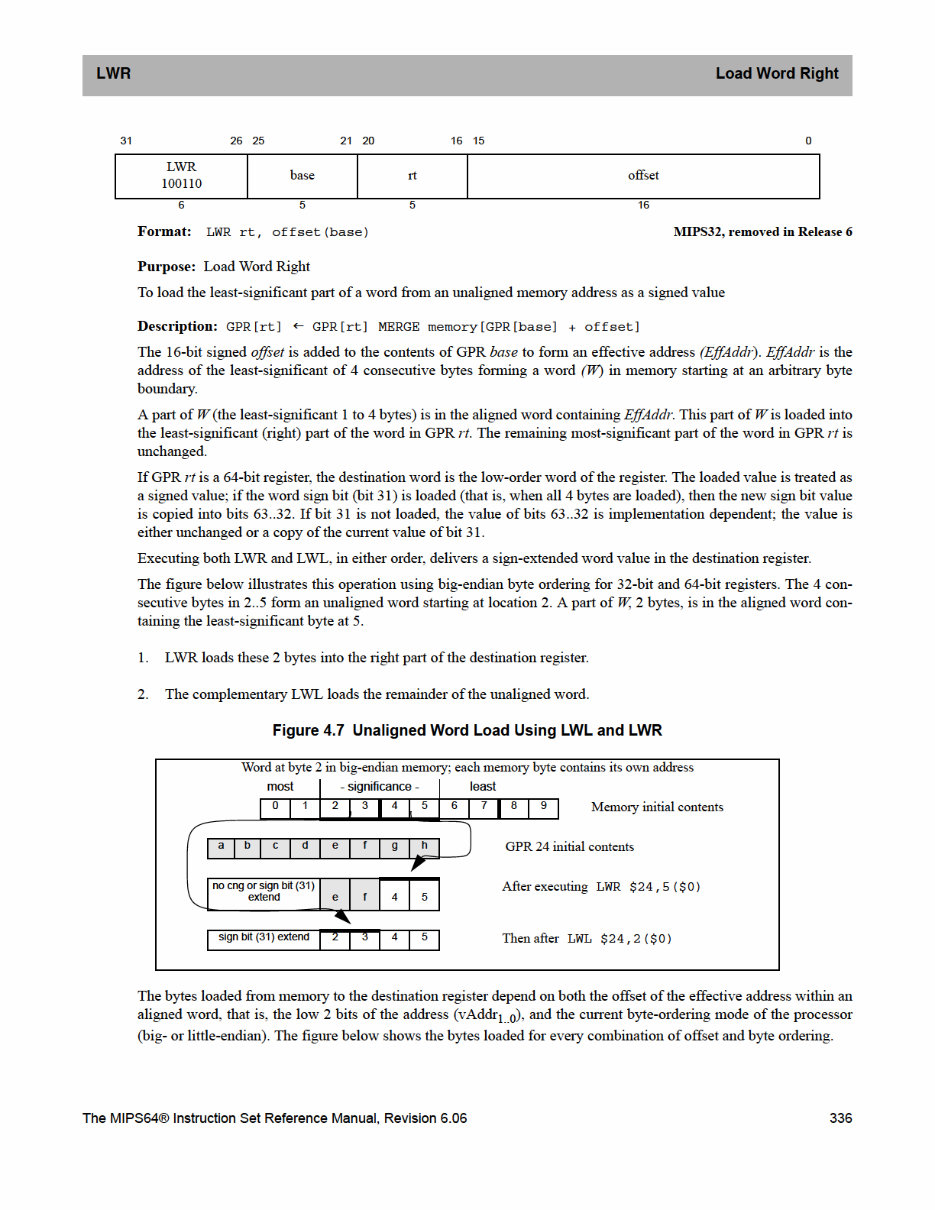 LWR Load Word Right
31 26 25 21 20 16 15 0
LWR
100110 base rt offset
6 5 5 16
Format: LWR rt, offset(base) MIPS32, removed in Release 6
Purpose: Load Word Right
To load the least-significant part of a word from an unaligned memory address as a signed value
Description: GPR[rt] ← GPR[rt] MERGE memory[GPR[base] + offset]
The 16-bit signed offset is added to the contents of GPR base to form an effective address (EffAddr). EffAddr is the
address of the least-significant of 4 consecutive bytes forming a word (W) in memory starting at an arbitrary byte
boundary.
A part of W (the least-significant 1 to 4 bytes) is in the aligned word containing EffAddr. This part of W is loaded into
the least-significant (right) part of the word in GPR rt. The remaining most-significant part of the word in GPR rt is
unchanged.
If GPR rt is a 64-bit register, the destination word is the low-order word of the register. The loaded value is treated as
a signed value; if the word sign bit (bit 31) is loaded (that is, when all 4 bytes are loaded), then the new sign bit value
is copied into bits 63..32. If bit 31 is not loaded, the value of bits 63..32 is implementation dependent; the value is
either unchanged or a copy of the current value of bit 31.
Executing both LWR and LWL, in either order, delivers a sign-extended word value in the destination register.
The figure below illustrates this operation using big-endian byte ordering for 32-bit and 64-bit registers. The 4 con-
secutive bytes in 2..5 form an unaligned word starting at location 2. A part of W, 2 bytes, is in the aligned word con-
taining the least-significant byte at 5.
1. LWR loads these 2 bytes into the right part of the destination register.
2. The complementary LWL loads the remainder of the unaligned word.
Figure 4.7 Unaligned Word Load Using LWL and LWR
Word at byte 2 in big-endian memory; each memory byte contains its own address
most - significance - least
0 1 2 3 4 5 6 7 8 9 Memory initial contents
a b c d e f g h GPR 24 initial contents
no cng or sign bit (31)
extend e f 4 5 After executing LWR $24,5($0)
sign bit (31) extend 2 3 4 5 Then after LWL $24,2($0)
The bytes loaded from memory to the destination register depend on both the offset of the effective address within an
aligned word, that is, the low 2 bits of the address (vAddr1..0), and the current byte-ordering mode of the processor
(big- or little-endian). The figure below shows the bytes loaded for every combination of offset and byte ordering.
The MIPS64® Instruction Set Reference Manual, Revision 6.06 336